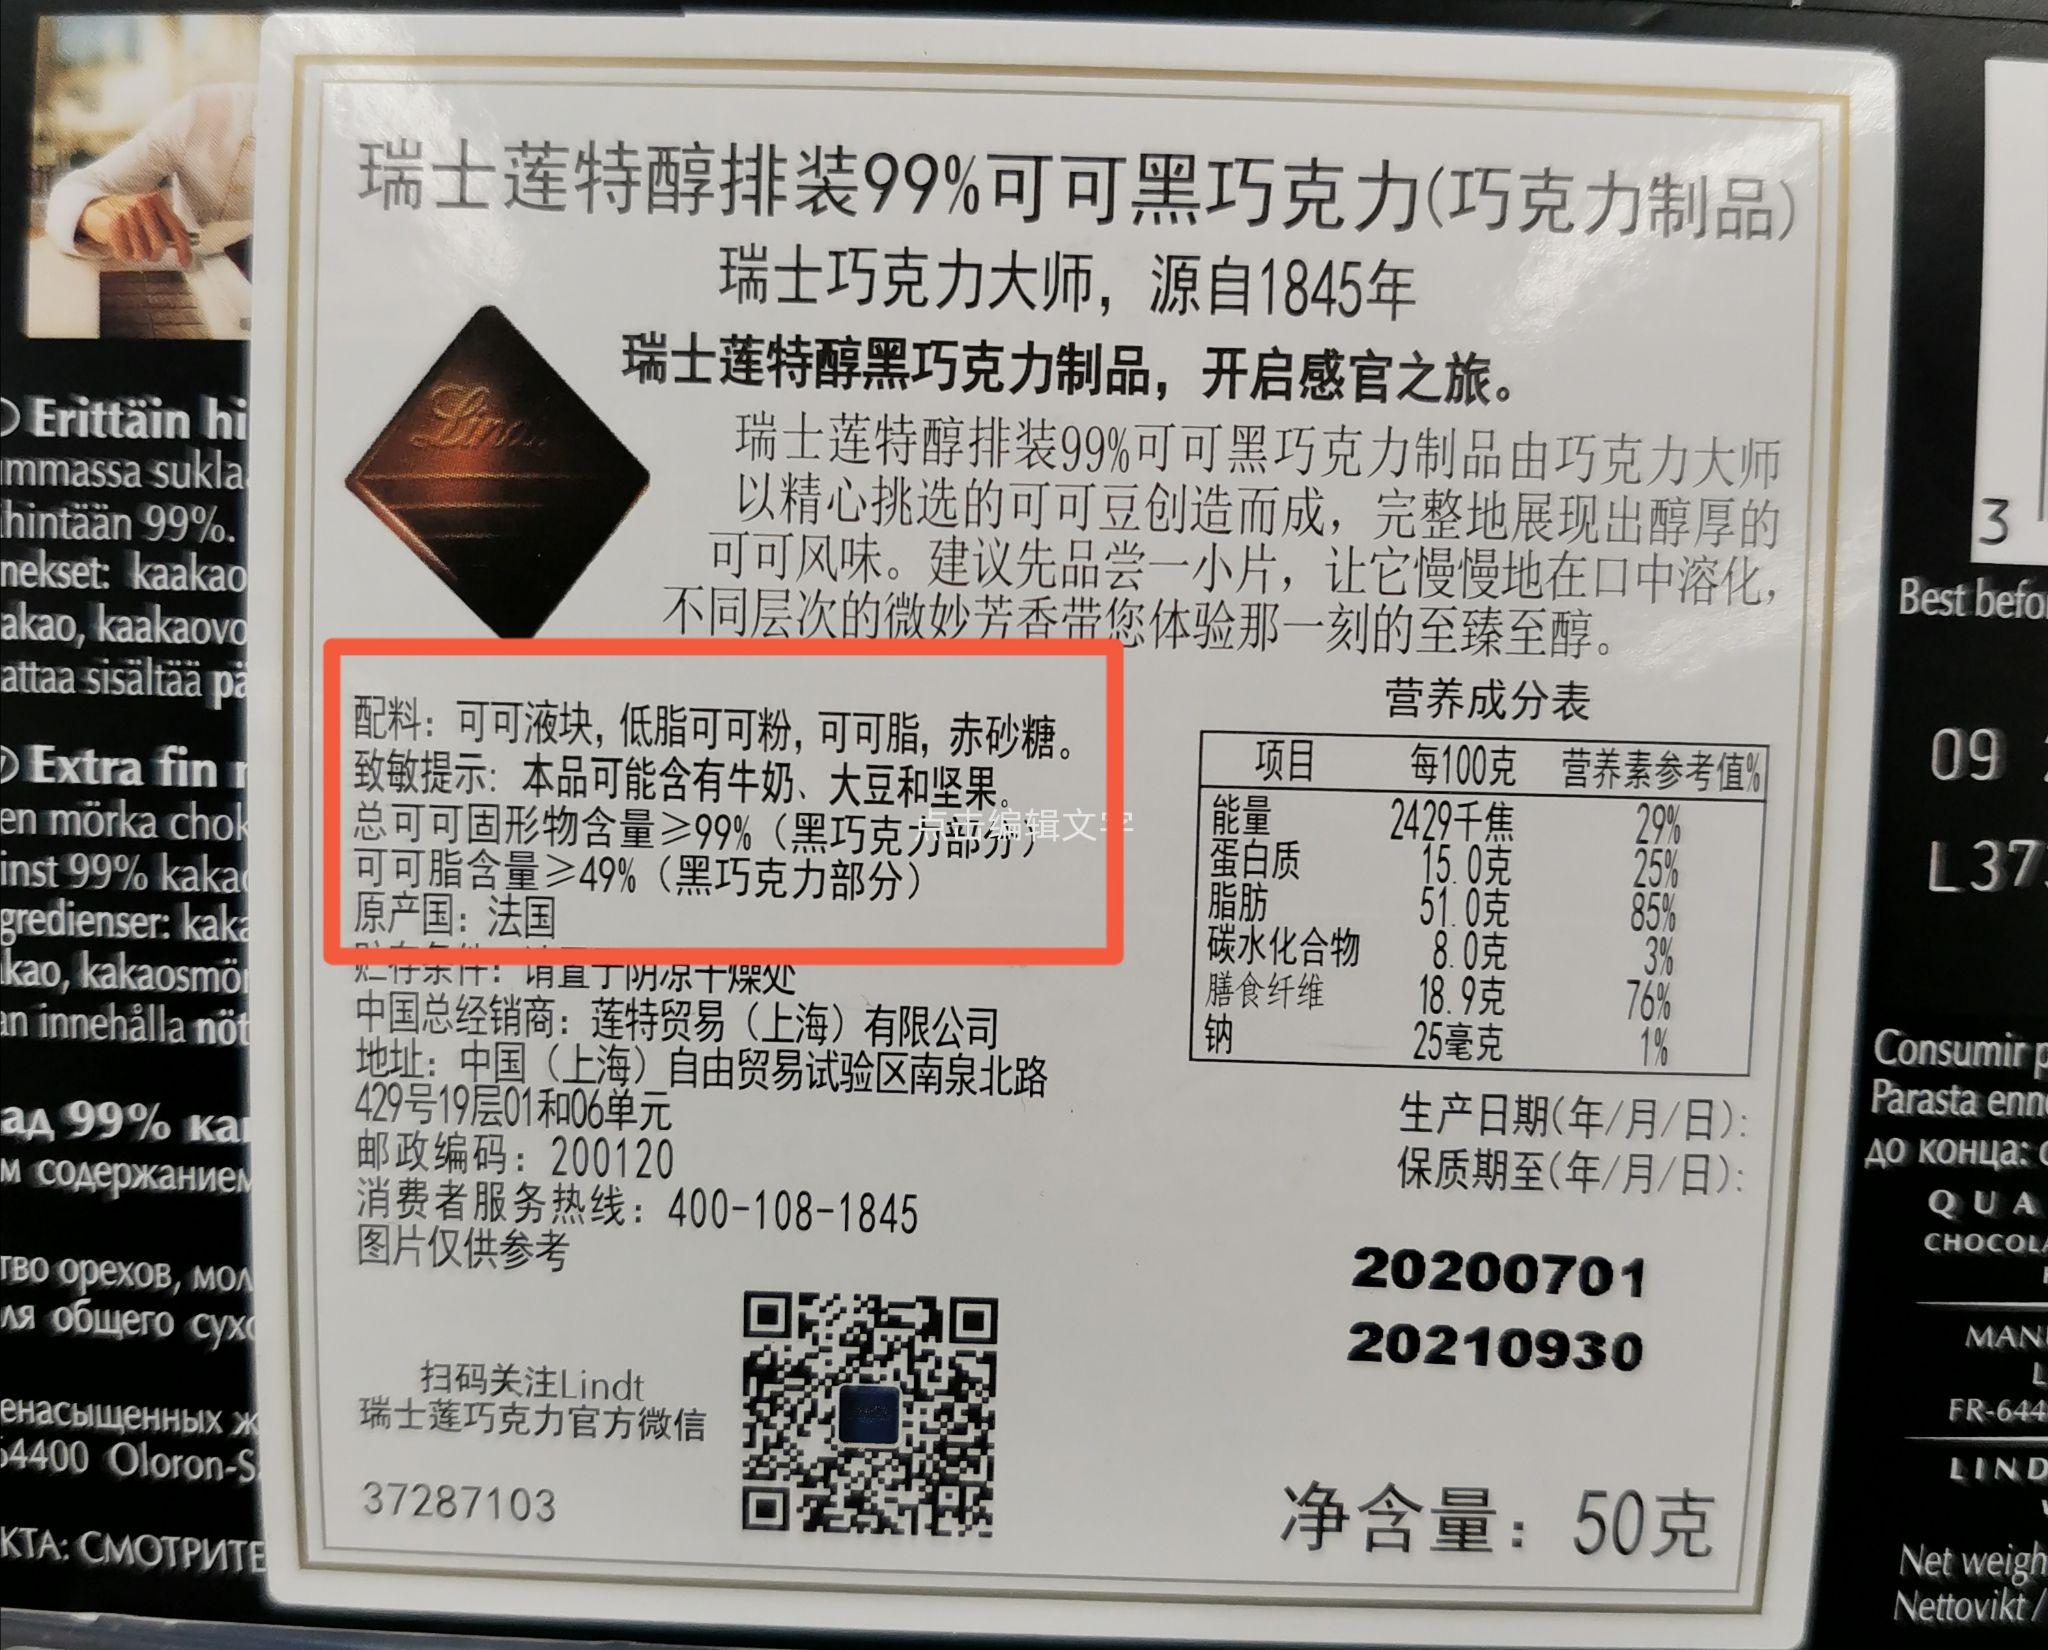 瑞士莲特醇排装99%可可黑巧克力(巧克力制品)
瑞士巧克力大师，源自1845年
瑞士莲特醇黑巧克力制品，开启感官之旅。
瑞士莲特醇排装99%可可黑巧克力制品由巧克力大师
以精心挑选的可可豆创造而成，完整地展现出醇厚的
可可风味。建议先品尝一小片，让它慢慢地在口中溶化，
不同层次的微妙芳香带您体验那一刻的至臻至醇。
配料：可可液块，低脂可可粉，可可脂，赤砂糖。
致敏提示：本品可能含有牛奶、大豆和坚果。
总可可固形物含量≥99%（黑巧克力部分）
点击编辑文字
可可脂含量≥49%（黑巧克力部分）
原产国：法国
贮存条件：请置于阴凉干燥处
中国总经销商：莲特贸易（上海）有限公司
地址：中国（上海）自由贸易试验区南泉北路
429号19层01和06单元
邮政编码：200120
消费者服务热线：400-108-1845
图片仅供参考
扫码关注Lindt
瑞士莲巧克力官方微信
37287103
营养成分表
项目 每100克 营养素参考值%
能量 2429千焦 29%
蛋白质 15.0克 25%
脂肪 51.0克 85%
碳水化合物 8.0克 3%
膳食纤维 18.9克 76%
钠 25毫克 1%
生产日期(年/月/日)：
保质期至(年/月/日)：
20200701
20210930
净含量：50克
Erittäin hi
mmassa sukla
hintään 99%.
nekset: kaakao
akao, kaakaovo
attaa sisältää pä
Extra fin
en mörka chok
inst 99% kakao
gredienser: kaka
kao, kakaosmör
an innehålla nöt
ад 99% ка
м содержанием
тво орехов, мол
ля общего сухо
енасыщенных ж
64400 Oloron-S
КТА: СМОТРИТЕ
3
Best befo
09
L37
Consumir p
Parasta enn
до конца:
QUA
CHOCOLA
MANU
FR-644
LIND
Net weigh
Nettovikt /